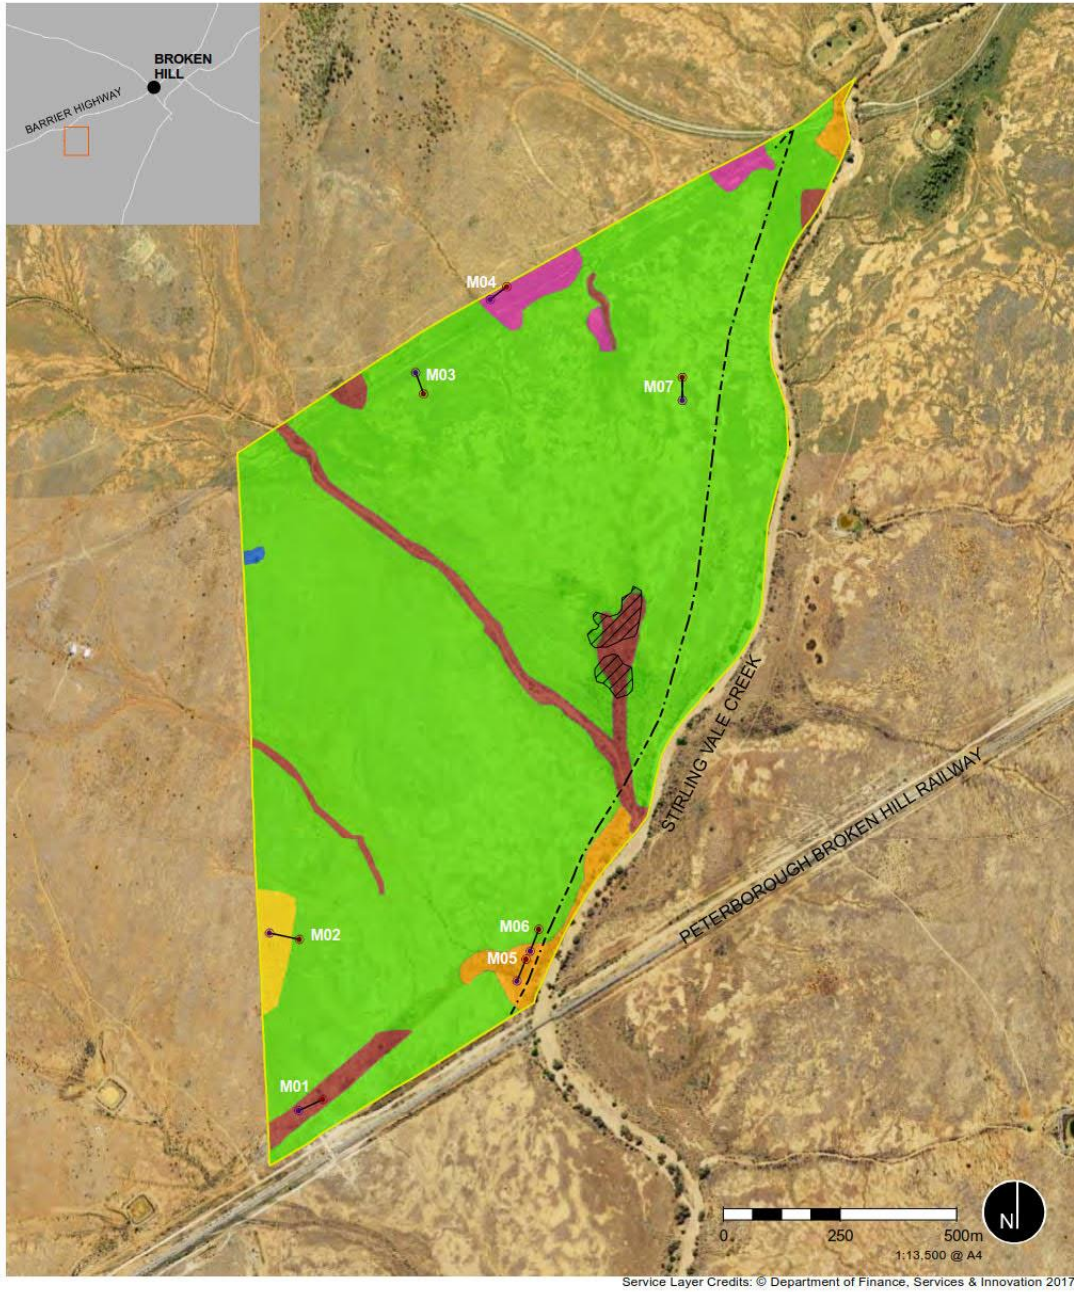 BROKEN
HILL
BARRIER HIGHWAY
M04
M03
M07
STIRLING VALE CREEK
PETERBOROUGH BROKEN HILL RAILWAY
M06
M02
M05
M01
N
0
250
500m
1:13,500 @ A4
Service Layer Credits: © Department of Finance, Services & Innovation 2017